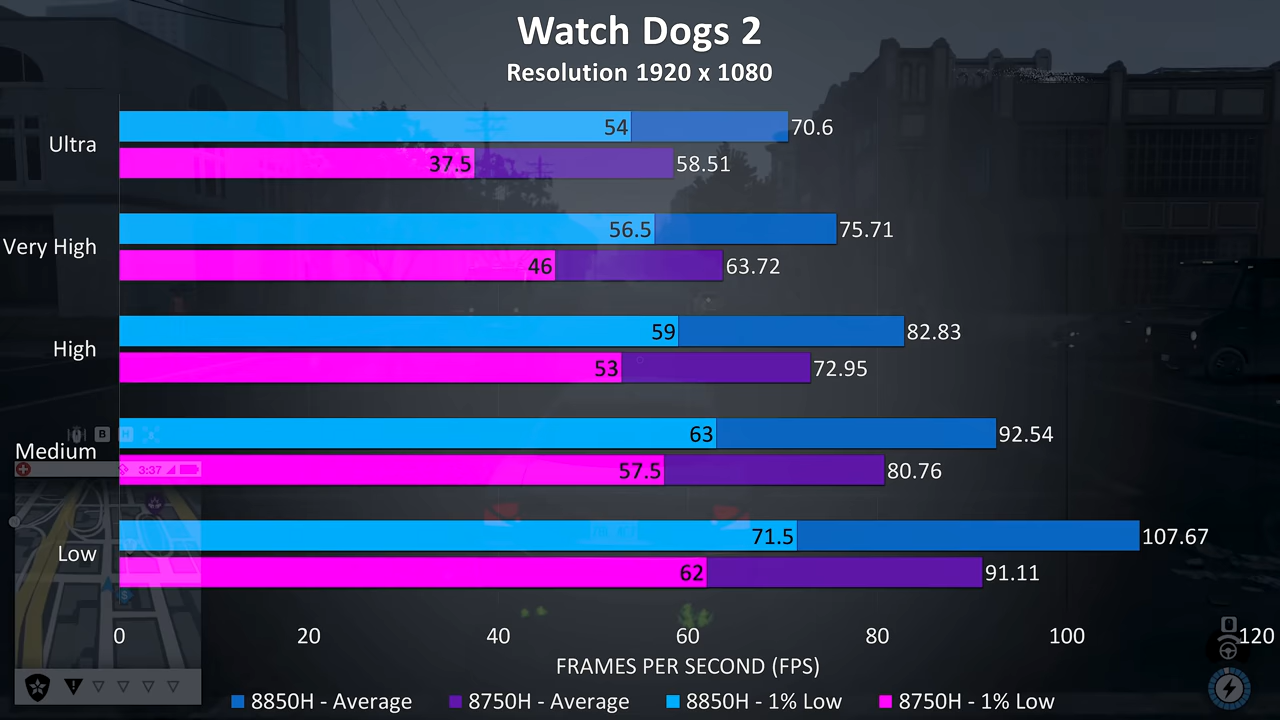 Watch Dogs 2
Resolution 1920 x 1080
Ultra
54
70.6
37.5
58.51
Very High
56.5
75.71
46
63.72
High
59
82.83
53
72.95
Medium
63
92.54
57.5
80.76
Low
71.5
107.67
62
91.11
B
H
3:37
S
0 20 40 60 80 100 120
FRAMES PER SECOND (FPS)
8850H - Average 8750H - Average 8850H - 1% Low 8750H - 1% Low